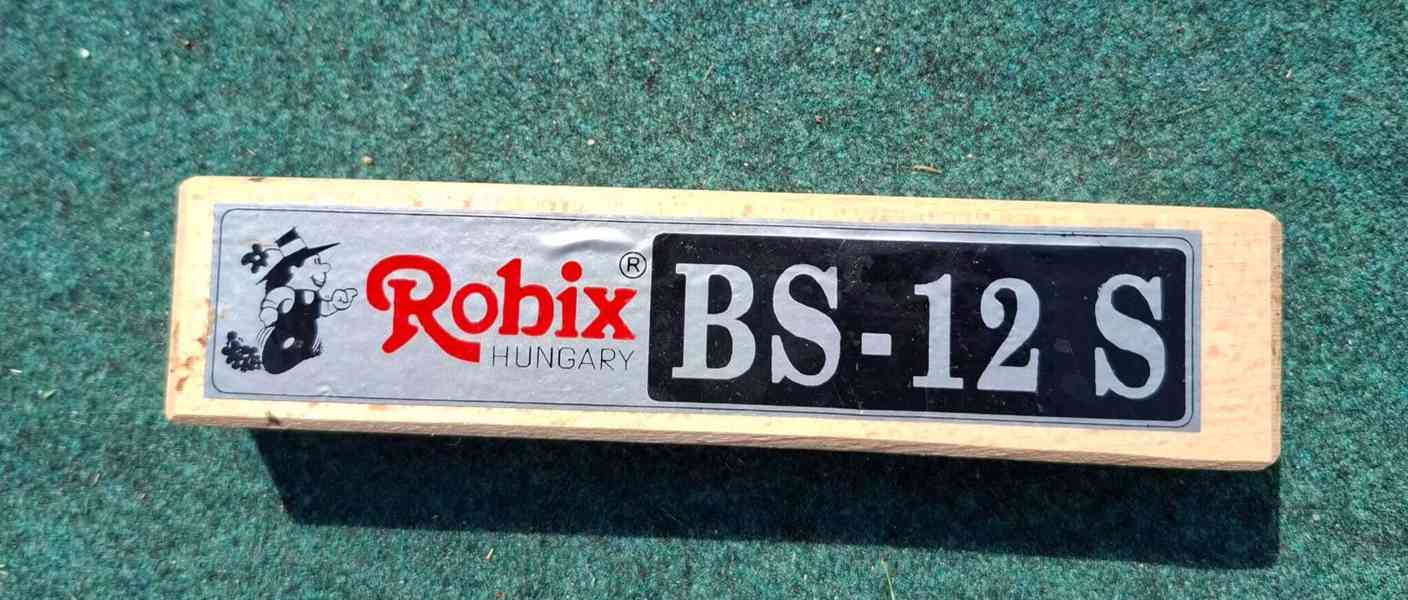 Robix ®
HUNGARY
BS-12 S